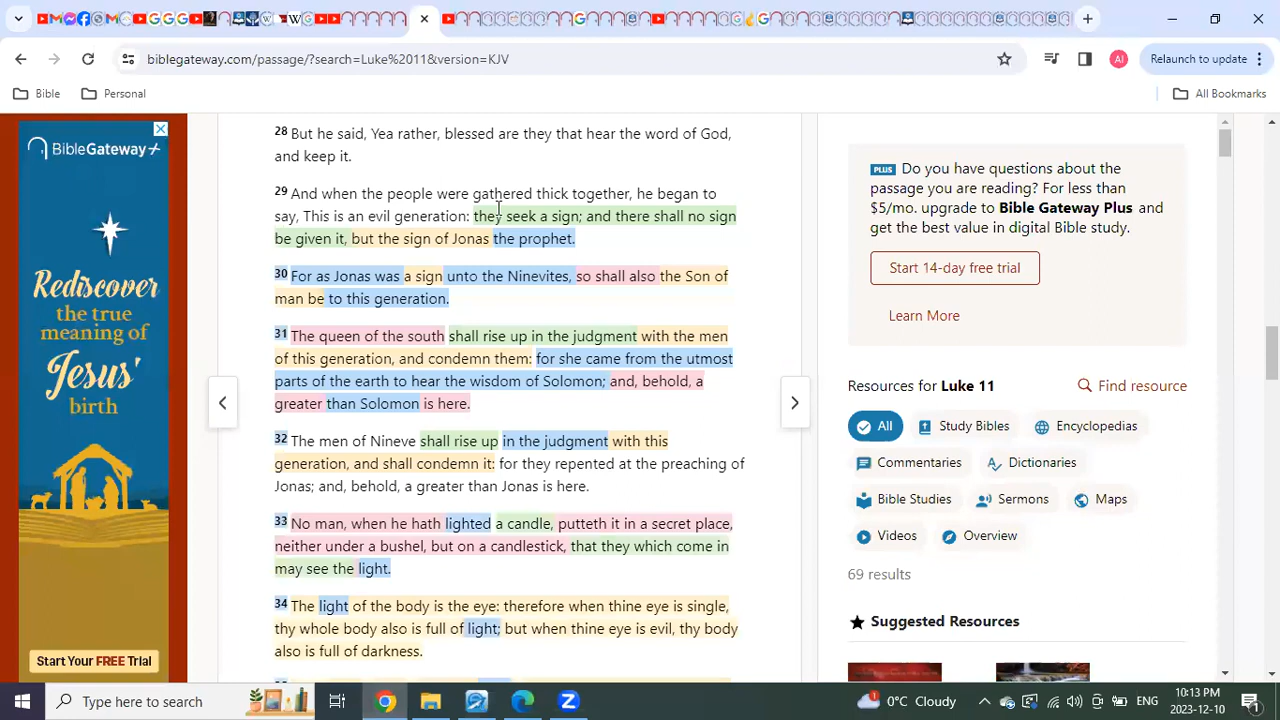 biblegateway.com/passage/?search=Luke%2011&version=KJV
AI
Relaunch to update
Bible
Personal
All Bookmarks
BibleGateway+
Rediscover
the true
meaning of
Jesus'
birth
Start Your FREE Trial
28 But he said, Yea rather, blessed are they that hear the word of God,
and keep it.
29 And when the people were gathered thick together, he began to
say, This is an evil generation: they seek a sign; and there shall no sign
be given it, but the sign of Jonas the prophet.
30 For as Jonas was a sign unto the Ninevites, so shall also the Son of
man be to this generation.
31 The queen of the south shall rise up in the judgment with the men
of this generation, and condemn them: for she came from the utmost
parts of the earth to hear the wisdom of Solomon; and, behold, a
greater than Solomon is here.
32 The men of Nineve shall rise up in the judgment with this
generation, and shall condemn it: for they repented at the preaching of
Jonas; and, behold, a greater than Jonas is here.
33 No man, when he hath lighted a candle, putteth it in a secret place,
neither under a bushel, but on a candlestick, that they which come in
may see the light.
34 The light of the body is the eye: therefore when thine eye is single,
thy whole body also is full of light; but when thine eye is evil, thy body
also is full of darkness.
PLUS Do you have questions about the
passage you are reading? For less than
$5/mo. upgrade to Bible Gateway Plus and
get the best value in digital Bible study.
Start 14-day free trial
Learn More
Resources for Luke 11
Find resource
All
Study Bibles
Encyclopedias
Commentaries
Dictionaries
Bible Studies
Sermons
Maps
Videos
Overview
69 results
Suggested Resources
Type here to search
0°C Cloudy
ENG
10:13 PM
2023-12-10